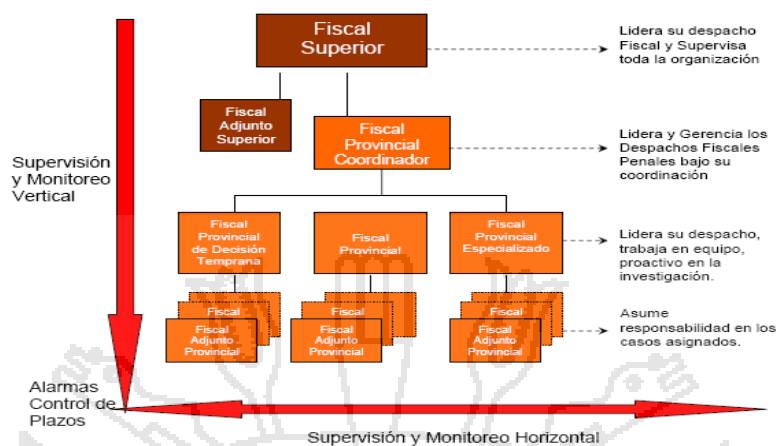 Fiscal
Superior
Lidera su despacho
Fiscal y Supervisa
toda la organización
Fiscal
Adjunto
Superior
Fiscal
Provincial
Coordinador
Lidera y Gerencia los
Despachos Fiscales
Penales bajo su
coordinación
Supervisión
y Monitoreo
Vertical
Fiscal
Provincial
de Decisión
Temprana
Fiscal
Provincial
Fiscal
Provincial
Especializado
Lidera su despacho,
trabaja en equipo,
proactivo en la
investigación.
Fiscal
Fiscal
Adjunto
Provincial
Fiscal
Fiscal
Adjunto
Provincial
Fiscal
Fiscal
Adjunto
Provincial
Asume
responsabilidad en los
casos asignados.
Alarmas
Control de
Plazos
Supervisión y Monitoreo Horizontal